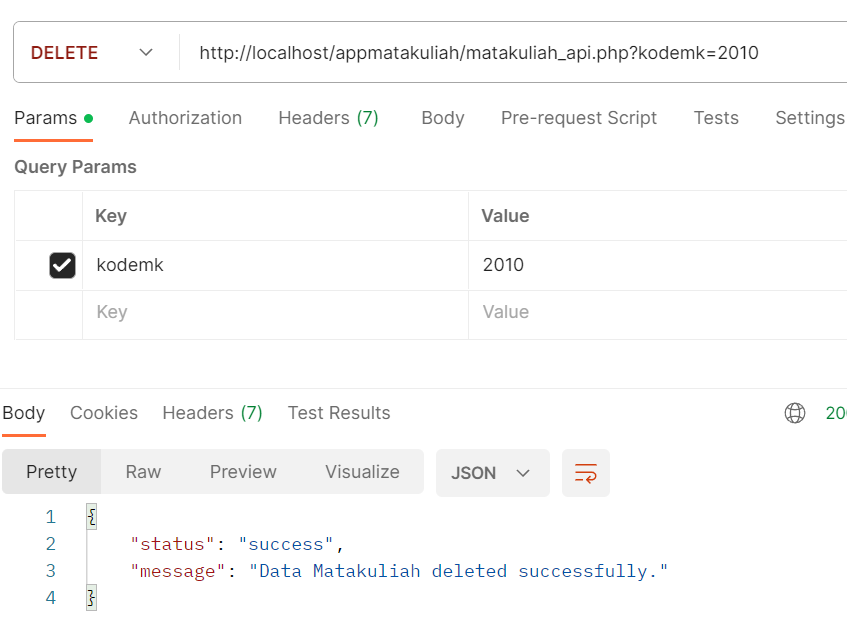 DELETE http://localhost/appmatakuliah/matakuliah_api.php?kodemk=2010
Params Authorization Headers (7) Body Pre-request Script Tests Settings
Query Params
Key Value
kodemk 2010
Key Value
Body Cookies Headers (7) Test Results 20
Pretty Raw Preview Visualize JSON
1 {
2 "status": "success",
3 "message": "Data Matakuliah deleted successfully."
4 }